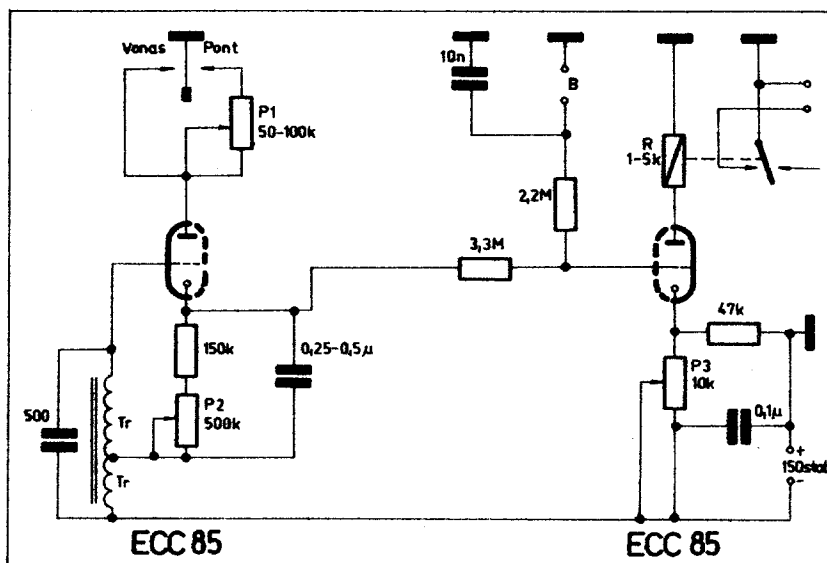 Vonas Pont
P1
50-100k
10n
B
R
1-5k
2,2M
3,3M
47k
150k
0,25-0,5µ
P2
500k
P3
10k
0,1µ
500
Tr
Tr
+
150stab
-
ECC 85
ECC 85